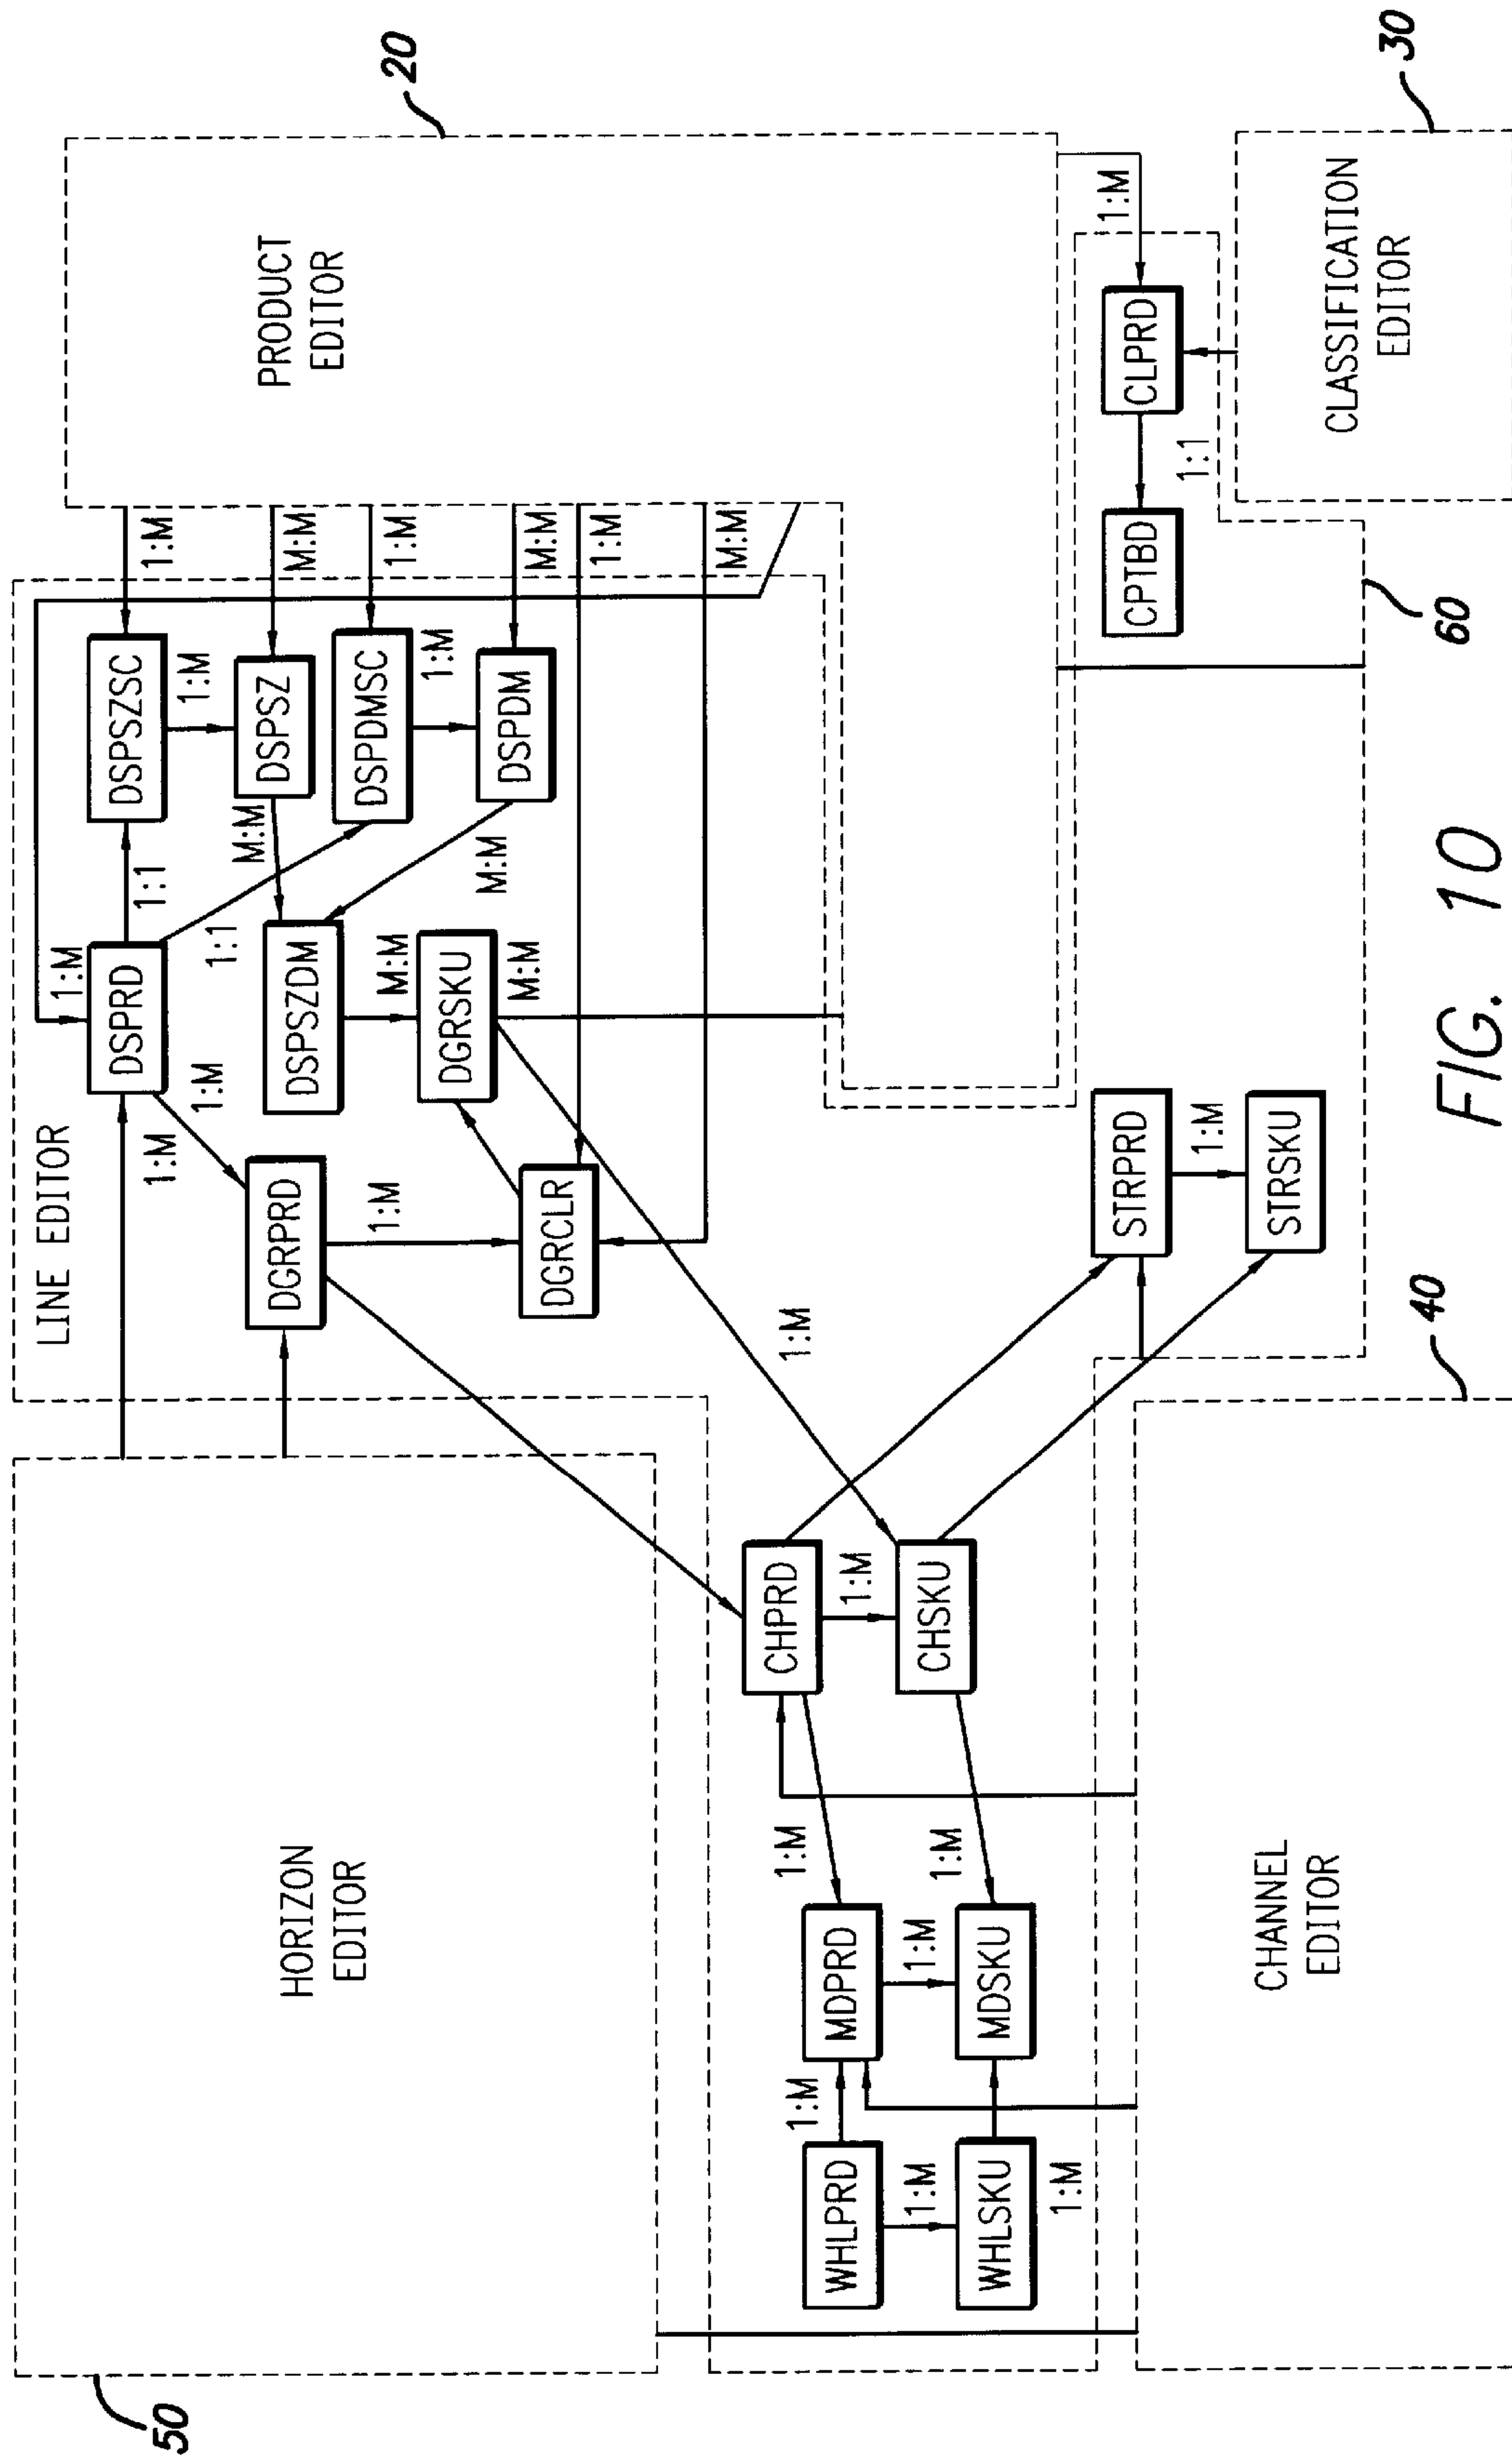 50
HORIZON
EDITOR
LINE EDITOR
1:M
DSPRD
1:1
DSPSZSC
1:M
1:M
1:M
1:M
DGRPRD
1:1
M:M
DSPSZ
M:M
DSPSZDM
DSPDMSC
1:M
1:M
1:M
M:M
M:M
DSPDM
M:M
DGRSKU
M:M
DGRCLR
1:M
M:M
PRODUCT
EDITOR
20
1:M
CHPRD
1:M
CHSKU
1:M
1:M
WHLPRD
1:M
MDPRD
1:M
1:M
WHLSKU
MDSKU
1:M
STRPRD
1:M
STRSKU
CPTBD
1:1
CLPRD
1:M
60
CHANNEL
EDITOR
40
CLASSIFICATION
EDITOR
30
FIG. 10